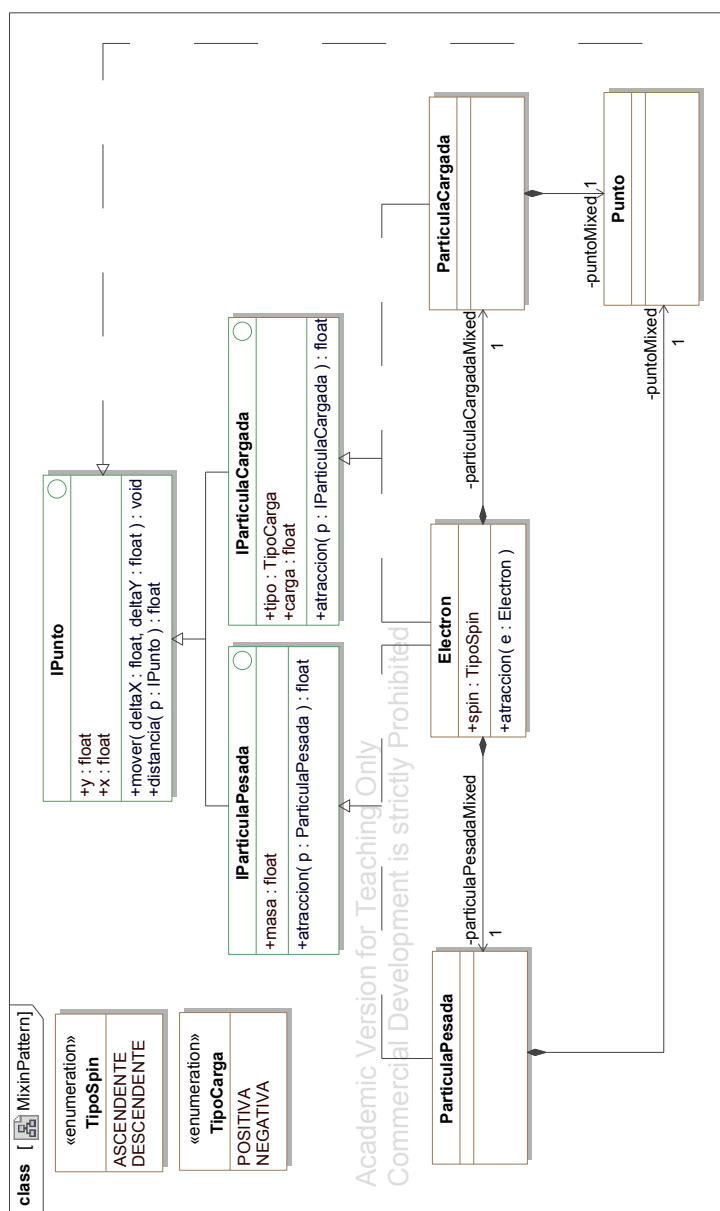 class [ MixinPattern]
«enumeration»
TipoSpin
ASCENDENTE
DESCENDENTE
«enumeration»
TipoCarga
POSITIVA
NEGATIVA
IPunto
+y : float
+x : float
+mover( deltaX : float, deltaY : float ) : void
+distancia( p : IPunto ) : float
IParticulaPesada
+masa : float
+atraccion( p : ParticulaPesada ) : float
IParticulaCargada
+tipo : TipoCarga
+carga : float
+atraccion( p : IParticulaCargada ) : float
Academic Version for Teaching Only
Commercial Development is strictly Prohibited
ParticulaPesada
-particulaPesadaMixed
1
Electron
+spin : TipoSpin
+atraccion( e : Electron )
-particulaCargadaMixed
1
ParticulaCargada
-puntoMixed 1
Punto
-puntoMixed
1